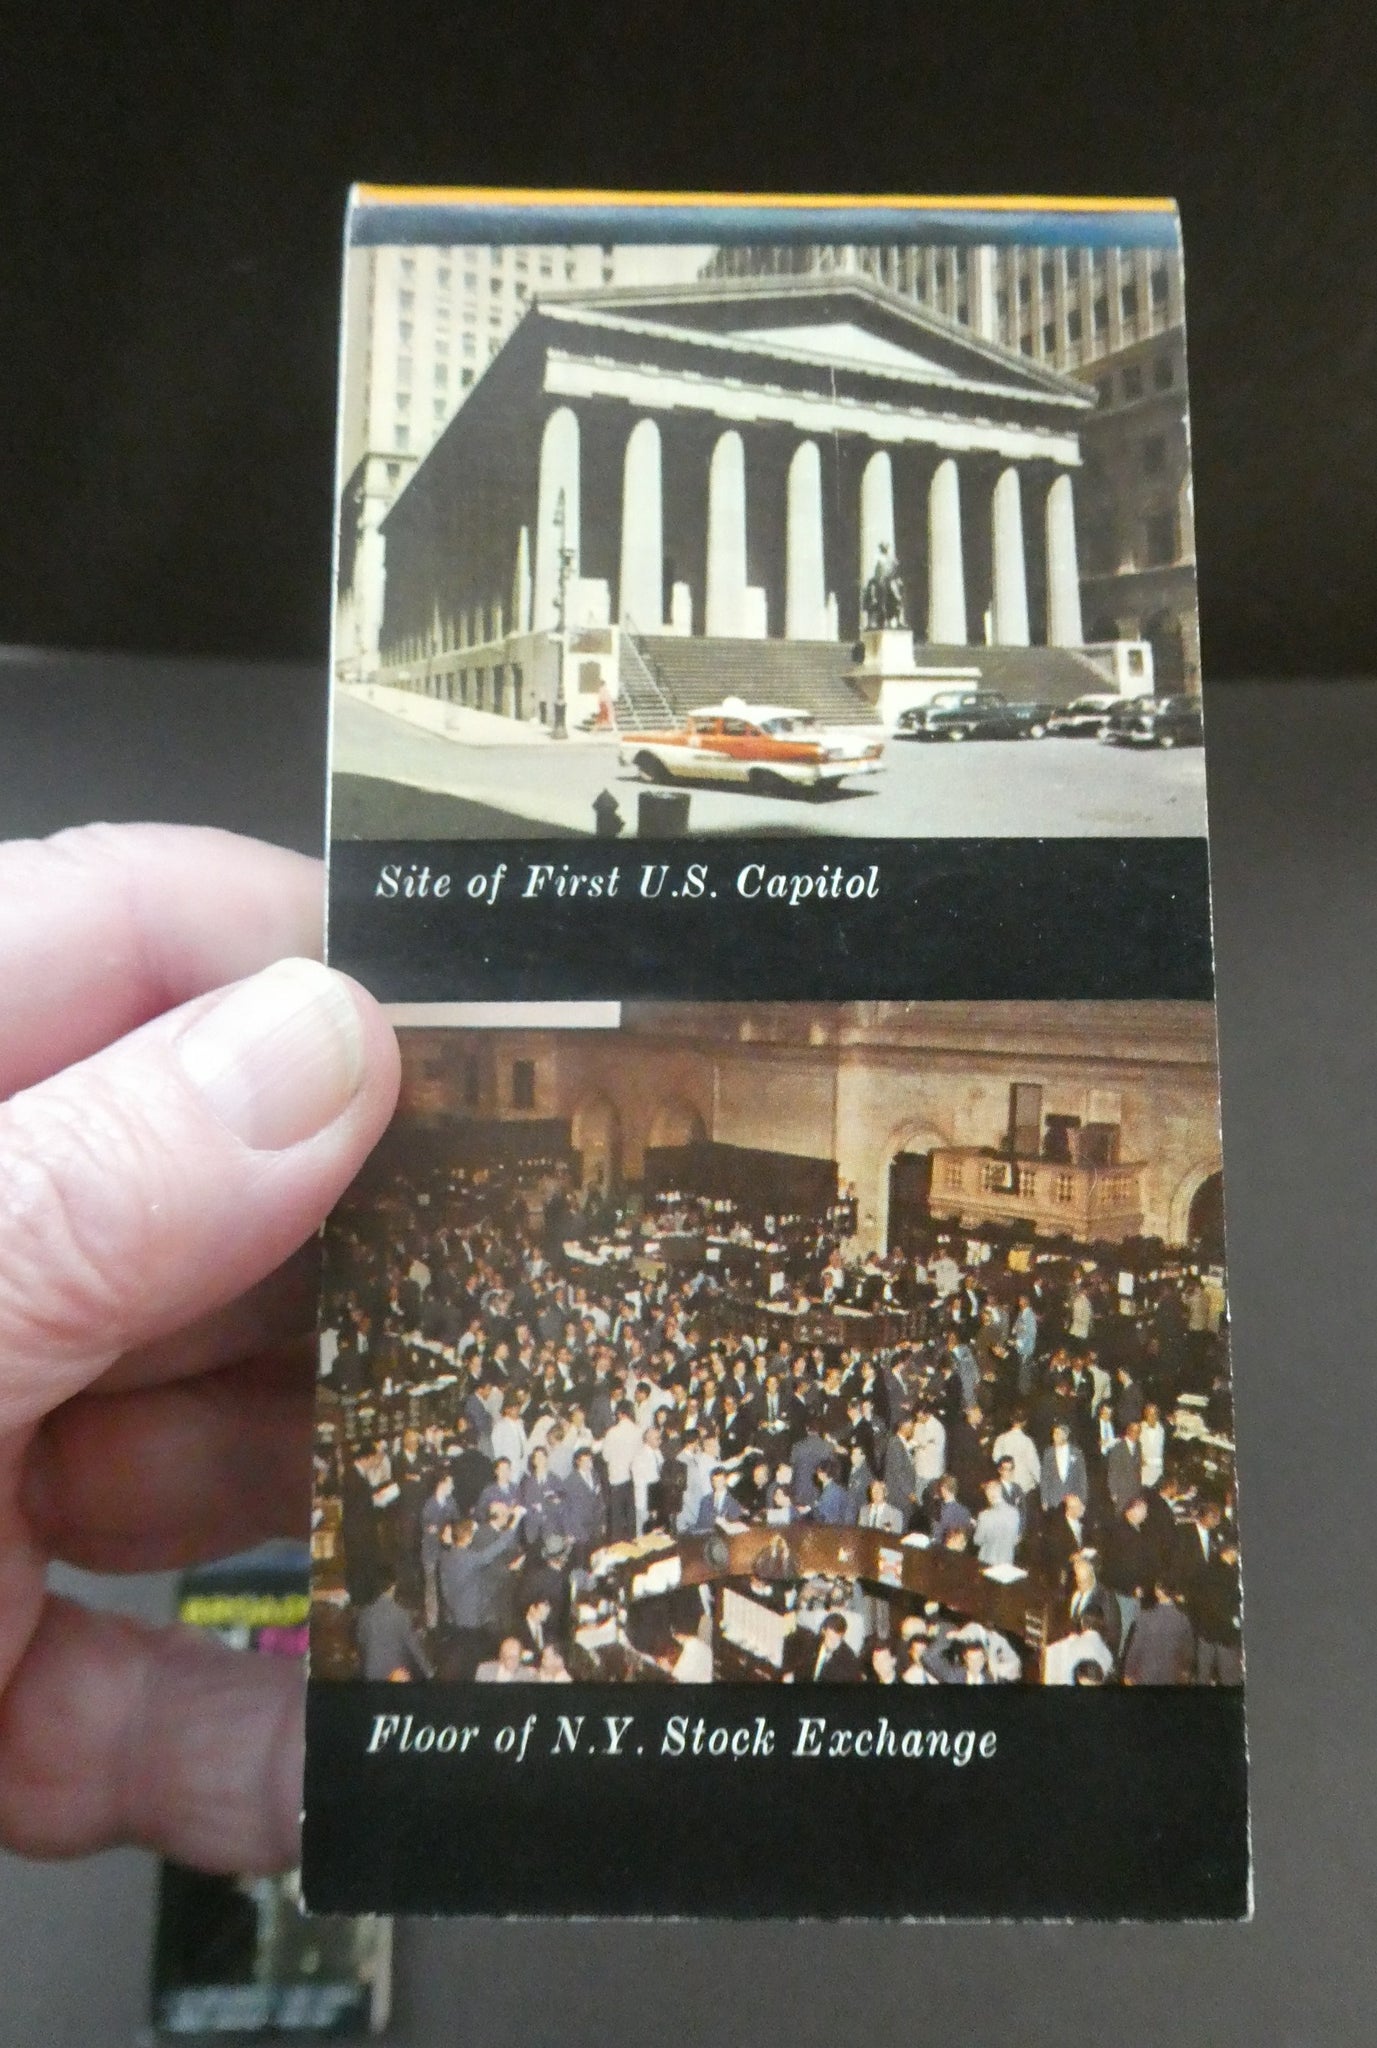 Site of First U.S. Capitol
Floor of N.Y. Stock Exchange